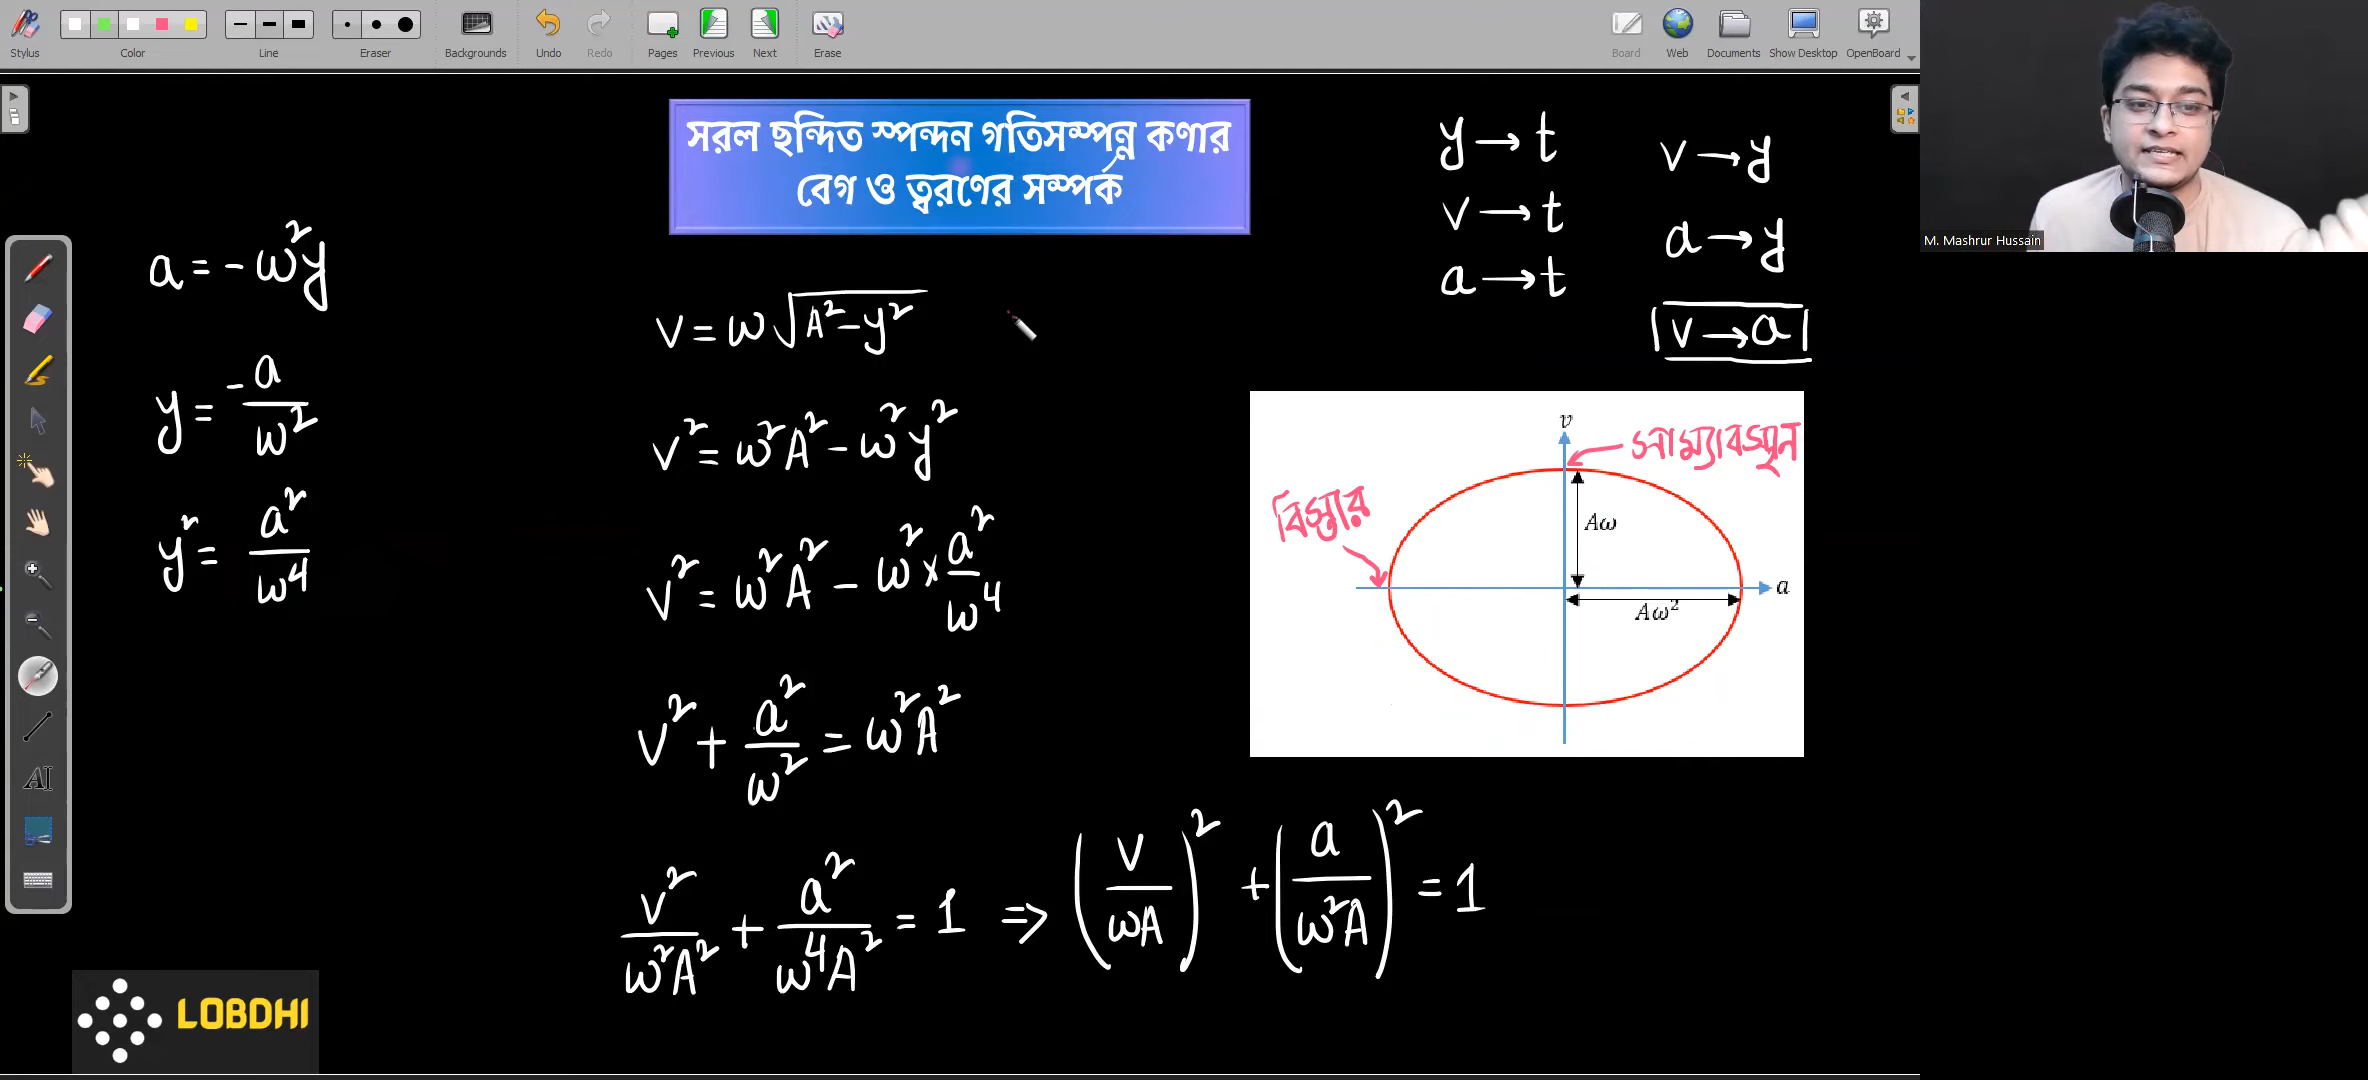 Stylus
Color
Line
Eraser
Backgrounds
Undo
Redo
Pages
Previous
Next
Erase
Board
Web
Documents
Show Desktop
OpenBoard
M. Mashrur Hussain
সরল ছন্দিত স্পন্দন গতিসম্পন্ন কণার
বেগ ও ত্বরণের সম্পর্ক
y → t
v → t
a → t
v → y
a → y
v → a
a = -ω²y
y = -a/ω²
y² = a²/ω⁴
v = ω√(A²-y²)
v² = ω²A² - ω²y²
v² = ω²A² - ω² × a²/ω⁴
v² + a²/ω² = ω²A²
v²/ω²A² + a²/ω⁴A² = 1 ⇒ (v/ωA)² + (a/ω²A)² = 1
v
সাম্যাবস্থান
বিস্তার
Aω
a
Aω²
AI
LOBDHI